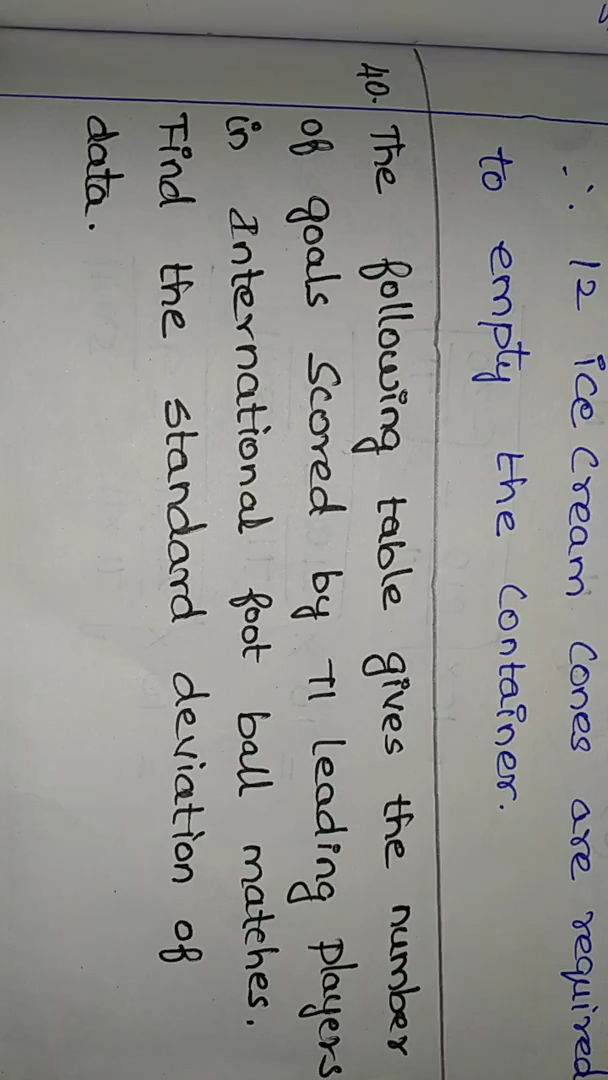 ∴ 12 ice cream cones are required
to empty the container.
40. The following table gives the number
of goals scored by 71 leading players
in International foot ball matches.
Find the standard deviation of
data.